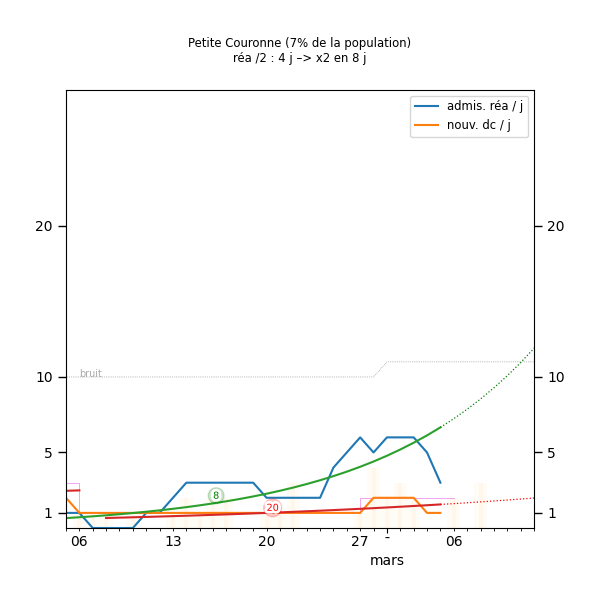 Petite Couronne (7% de la population)
réa /2 : 4 j –> x2 en 8 j
admis. réa / j
nouv. dc / j
20
20
bruit
10
10
5
5
8
20
1
1
06
13
20
27
-
06
mars